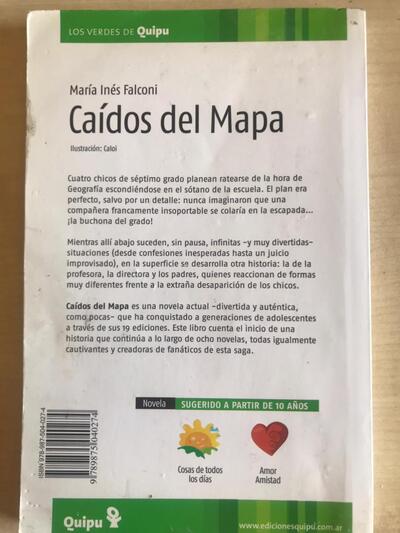 LOS VERDES DE Quipu
María Inés Falconi
Caídos del Mapa
Ilustración: Caloi
Cuatro chicos de séptimo grado planean ratearse de la hora de
Geografía escondiéndose en el sótano de la escuela. El plan era
perfecto, salvo por un detalle: nunca imaginaron que una
compañera francamente insoportable se colaría en la escapada...
¡la buchona del grado!
Mientras allí abajo suceden, sin pausa, infinitas -y muy divertidas-
situaciones (desde confesiones inesperadas hasta un juicio
improvisado), en la superficie se desarrolla otra historia: la de la
profesora, la directora y los padres, quienes reaccionan de formas
muy diferentes frente a la extraña desaparición de los chicos.
Caídos del Mapa es una novela actual -divertida y auténtica,
como pocas- que ha conquistado a generaciones de adolescentes
a través de sus 19 ediciones. Este libro cuenta el inicio de una
historia que continúa a lo largo de ocho novelas, todas igualmente
cautivantes y creadoras de fanáticos de esta saga.
Novela
SUGERIDO A PARTIR DE 10 AÑOS
Cosas de todos
los días
Amor
Amistad
ISBN 978-987-504-027-4
9789875040274
Quipu
www.edicionesquipu.com.ar